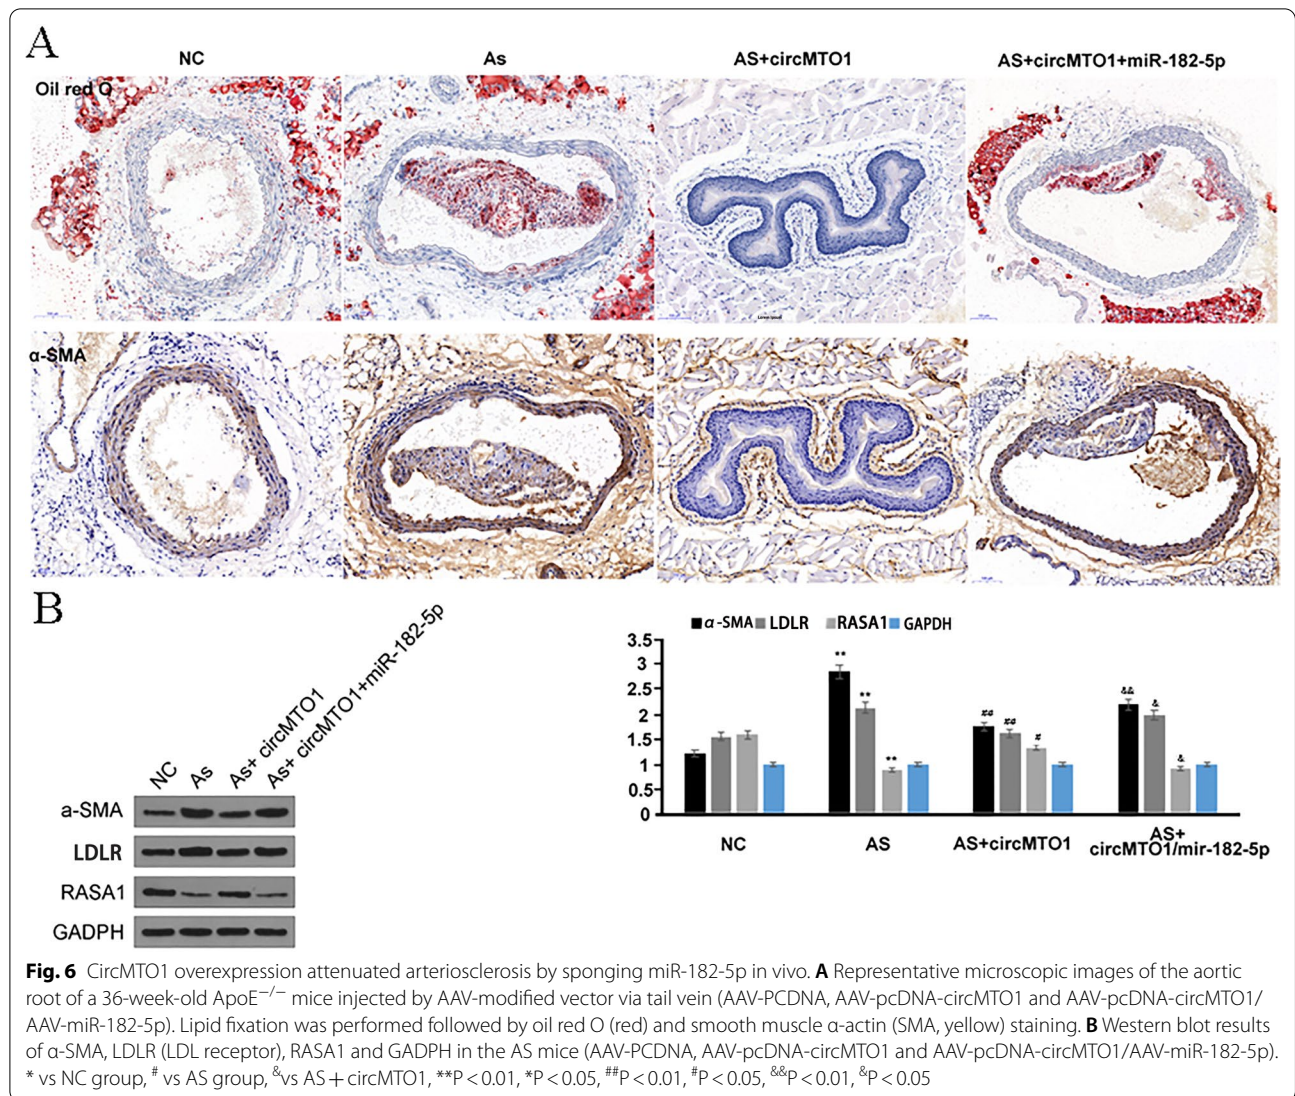 A
NC
As
AS+circMTO1
AS+circMTO1+miR-182-5p
Oil red O
Lorem ipsum
α-SMA
B
NC
As
As+ circMTO1
As+ circMTO1+miR-182-5p
a-SMA
LDLR
RASA1
GADPH
α-SMA LDLR RASA1 GAPDH
3.5
3
2.5
2
1.5
1
0.5
0
** ** **
## ## #
&& & &
NC
AS
AS+circMTO1
AS+
circMTO1/mir-182-5p
Fig. 6 CircMTO1 overexpression attenuated arteriosclerosis by sponging miR-182-5p in vivo. A Representative microscopic images of the aortic
root of a 36-week-old ApoE−/− mice injected by AAV-modified vector via tail vein (AAV-PCDNA, AAV-pcDNA-circMTO1 and AAV-pcDNA-circMTO1/
AAV-miR-182-5p). Lipid fixation was performed followed by oil red O (red) and smooth muscle α-actin (SMA, yellow) staining. B Western blot results
of α-SMA, LDLR (LDL receptor), RASA1 and GADPH in the AS mice (AAV-PCDNA, AAV-pcDNA-circMTO1 and AAV-pcDNA-circMTO1/AAV-miR-182-5p).
* vs NC group, # vs AS group, &vs AS + circMTO1, **P < 0.01, *P < 0.05, ##P < 0.01, #P < 0.05, &&P < 0.01, &P < 0.05